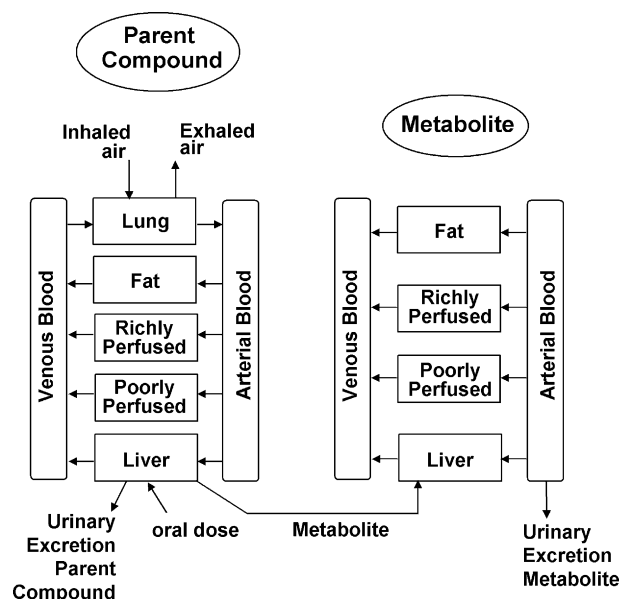 Parent
Compound
Metabolite
Inhaled
air
Exhaled
air
Venous Blood
Lung
Fat
Richly
Perfused
Poorly
Perfused
Liver
Arterial Blood
Urinary
Excretion
Parent
Compound
oral dose
Metabolite
Venous Blood
Fat
Richly
Perfused
Poorly
Perfused
Liver
Arterial Blood
Urinary
Excretion
Metabolite